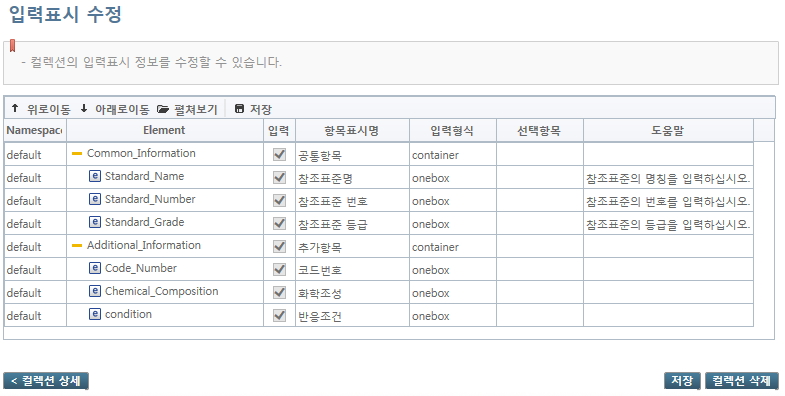 입력표시 수정
- 컬렉션의 입력표시 정보를 수정할 수 있습니다.
위로이동 아래로이동 펼쳐보기 저장
Namespace Element 입력 항목표시명 입력형식 선택항목 도움말
default Common_Information 공통항목 container
default Standard_Name 참조표준명 onebox 참조표준의 명칭을 입력하십시오.
default Standard_Number 참조표준 번호 onebox 참조표준의 번호를 입력하십시오.
default Standard_Grade 참조표준 등급 onebox 참조표준의 등급을 입력하십시오.
default Additional_Information 추가항목 container
default Code_Number 코드번호 onebox
default Chemical_Composition 화학조성 onebox
default condition 반응조건 onebox
< 컬렉션 상세 저장 컬렉션 삭제